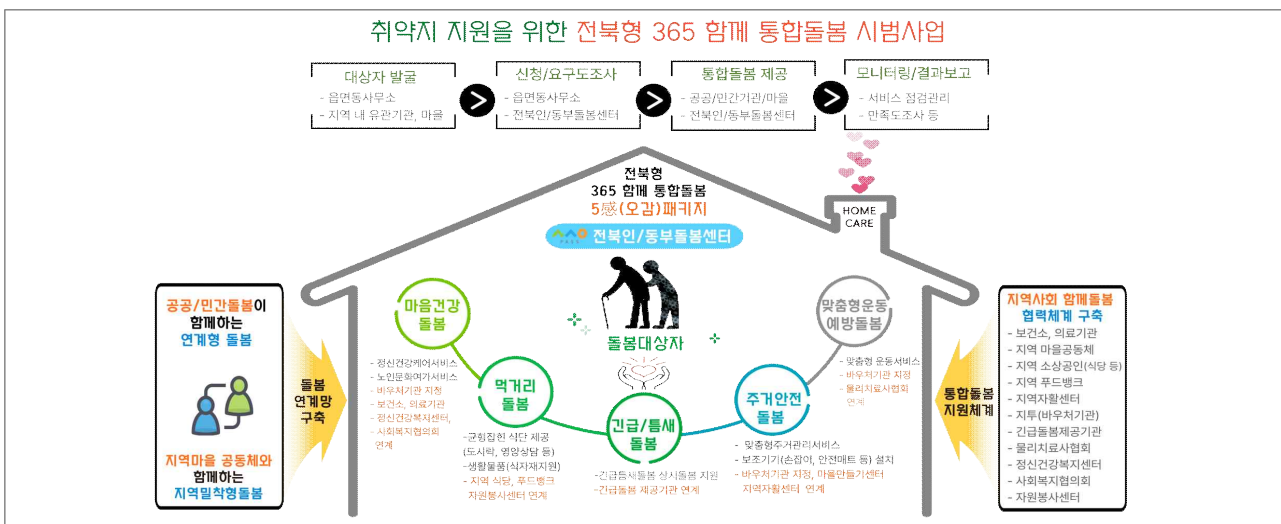 취약지 지원을 위한 전북형 365 함께 통합돌봄 시범사업
대상자 발굴
- 읍면동사무소
- 지역 내 유관기관, 마을
신청/요구도조사
- 읍면동사무소
- 전북인/동부돌봄센터
통합돌봄 제공
- 공공/민간기관/마을
- 전북인/동부돌봄센터
모니터링/결과보고
- 서비스 점검관리
- 만족도조사 등
전북형
365 함께 통합돌봄
5感(오감)패키지
전북인/동부돌봄센터
HOME
CARE
공공/민간돌봄이
함께하는
연계형 돌봄
지역마을 공동체와
함께하는
지역밀착형돌봄
돌봄
연계망
구축
마음건강
돌봄
- 정신건강케어서비스
- 노인문화여가서비스
- 바우처기관 지정
- 보건소, 의료기관
- 정신건강복지센터,
- 사회복지협의회
연계
먹거리
돌봄
-균형잡힌 식단 제공
(도시락, 영양상담 등)
-생활물품(식자재지원)
- 지역 식당, 푸드뱅크
자원봉사센터 연계
돌봄대상자
긴급/틈새
돌봄
-긴급틈새돌봄 상시돌봄 지원
-긴급돌봄 제공기관 연계
주거안전
돌봄
- 맞춤형주거관리서비스
- 보조기기(손잡이, 안전매트 등) 설치
- 바우처기관 지정, 마을만들기센터
지역자활센터 연계
맞춤형운동
예방돌봄
- 맞춤형 운동서비스
- 바우처기관 지정
- 물리치료사협회
연계
통합돌봄
지원체계
지역사회 함께돌봄
협력체계 구축
- 보건소, 의료기관
- 지역 마을공동체
- 지역 소상공인(식당 등)
- 지역 푸드뱅크
- 지역자활센터
- 지투(바우처기관)
- 긴급돌봄제공기관
- 물리치료사협회
- 정신건강복지센터
- 사회복지협의회
- 자원봉사센터